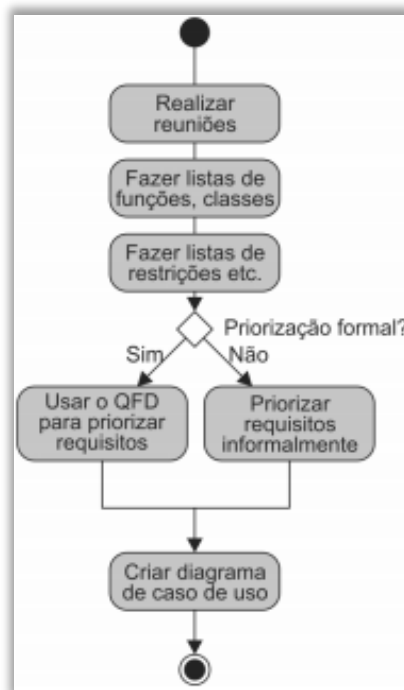 Realizar
reuniões
Fazer listas de
funções, classes
Fazer listas de
restrições etc.
Priorização formal?
Sim
Não
Usar o QFD
para priorizar
requisitos
Priorizar
requisitos
informalmente
Criar diagrama
de caso de uso